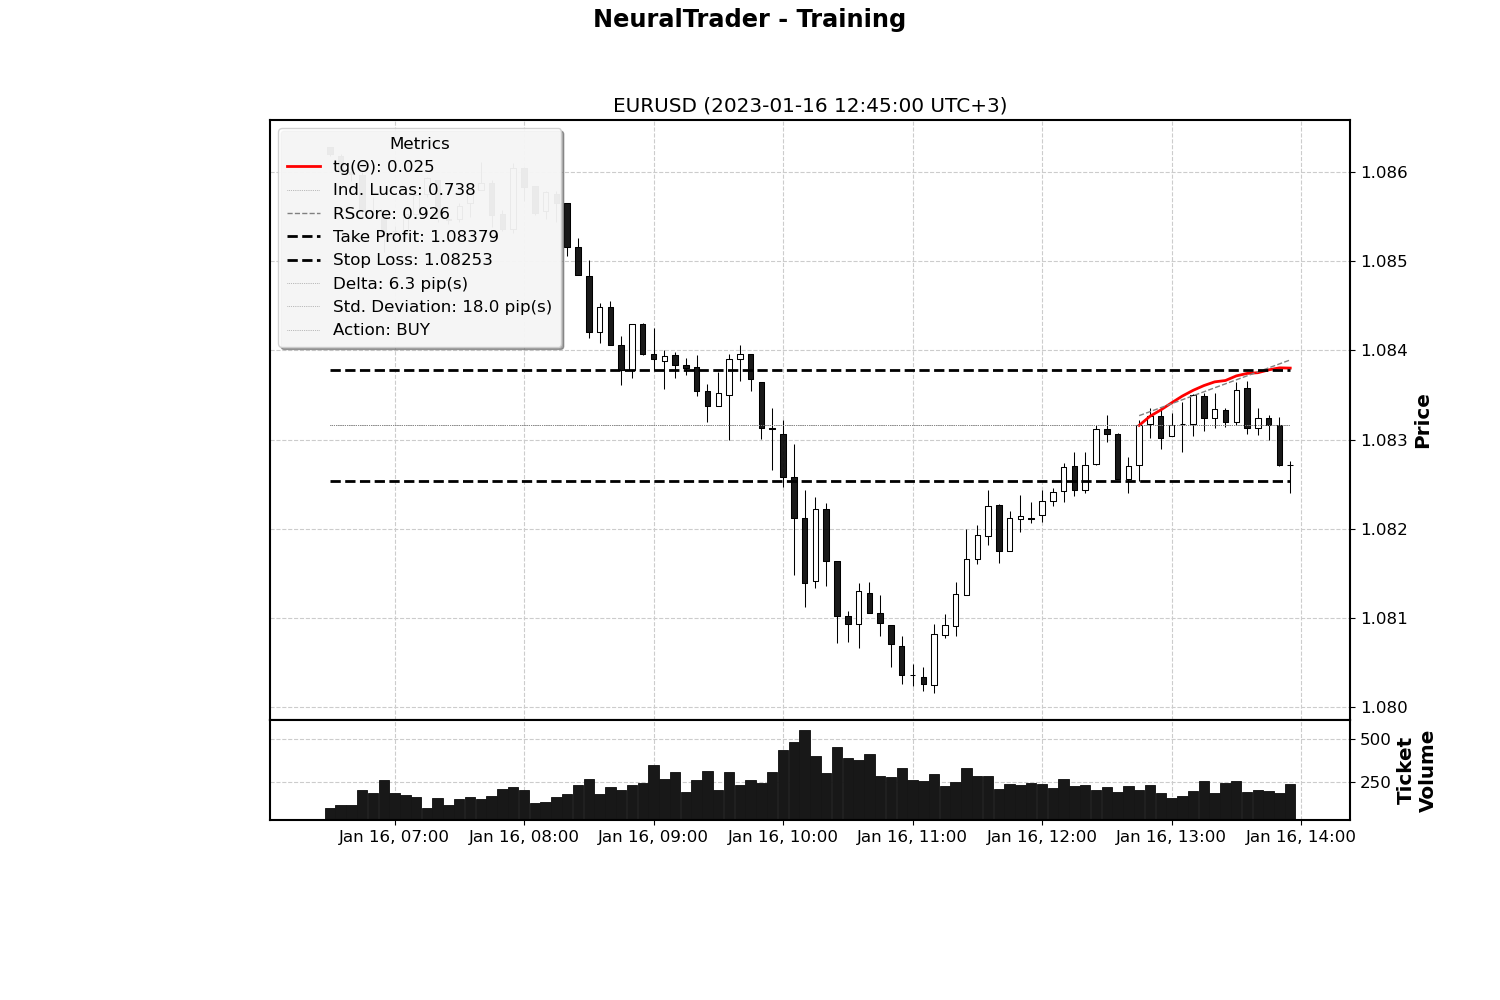 NeuralTrader - Training
EURUSD (2023-01-16 12:45:00 UTC+3)
Metrics
tg(Θ): 0.025
Ind. Lucas: 0.738
RScore: 0.926
Take Profit: 1.08379
Stop Loss: 1.08253
Delta: 6.3 pip(s)
Std. Deviation: 18.0 pip(s)
Action: BUY
1.086
1.085
1.084
1.083
1.082
1.081
1.080
Price
500
250
Ticket
Volume
Jan 16, 07:00
Jan 16, 08:00
Jan 16, 09:00
Jan 16, 10:00
Jan 16, 11:00
Jan 16, 12:00
Jan 16, 13:00
Jan 16, 14:00